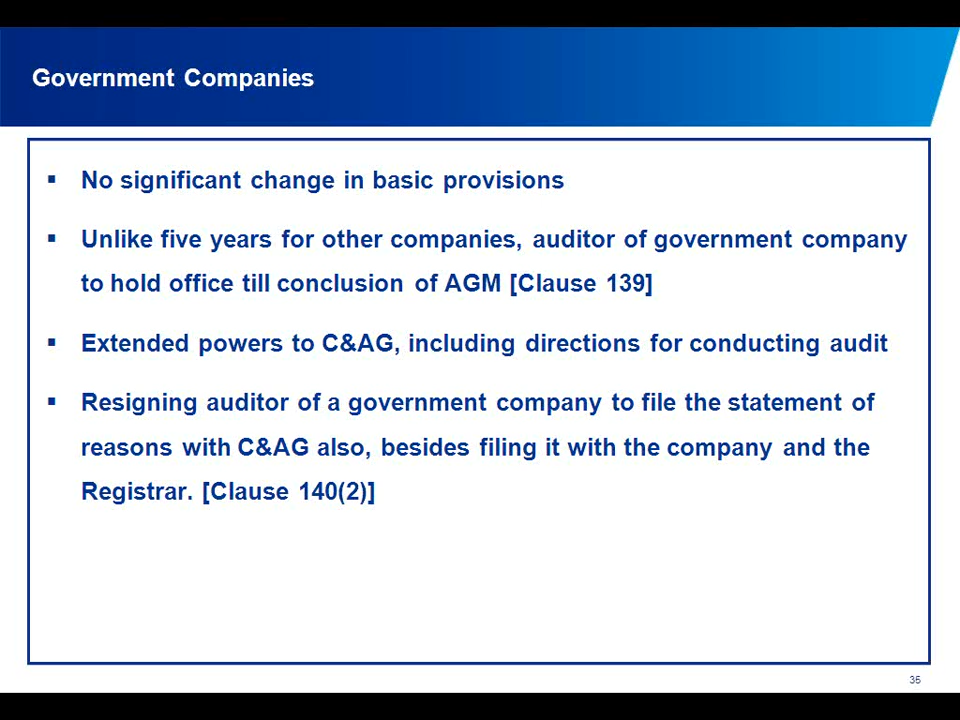 Government Companies
▪ No significant change in basic provisions
▪ Unlike five years for other companies, auditor of government company
to hold office till conclusion of AGM [Clause 139]
▪ Extended powers to C&AG, including directions for conducting audit
▪ Resigning auditor of a government company to file the statement of
reasons with C&AG also, besides filing it with the company and the
Registrar. [Clause 140(2)]
35